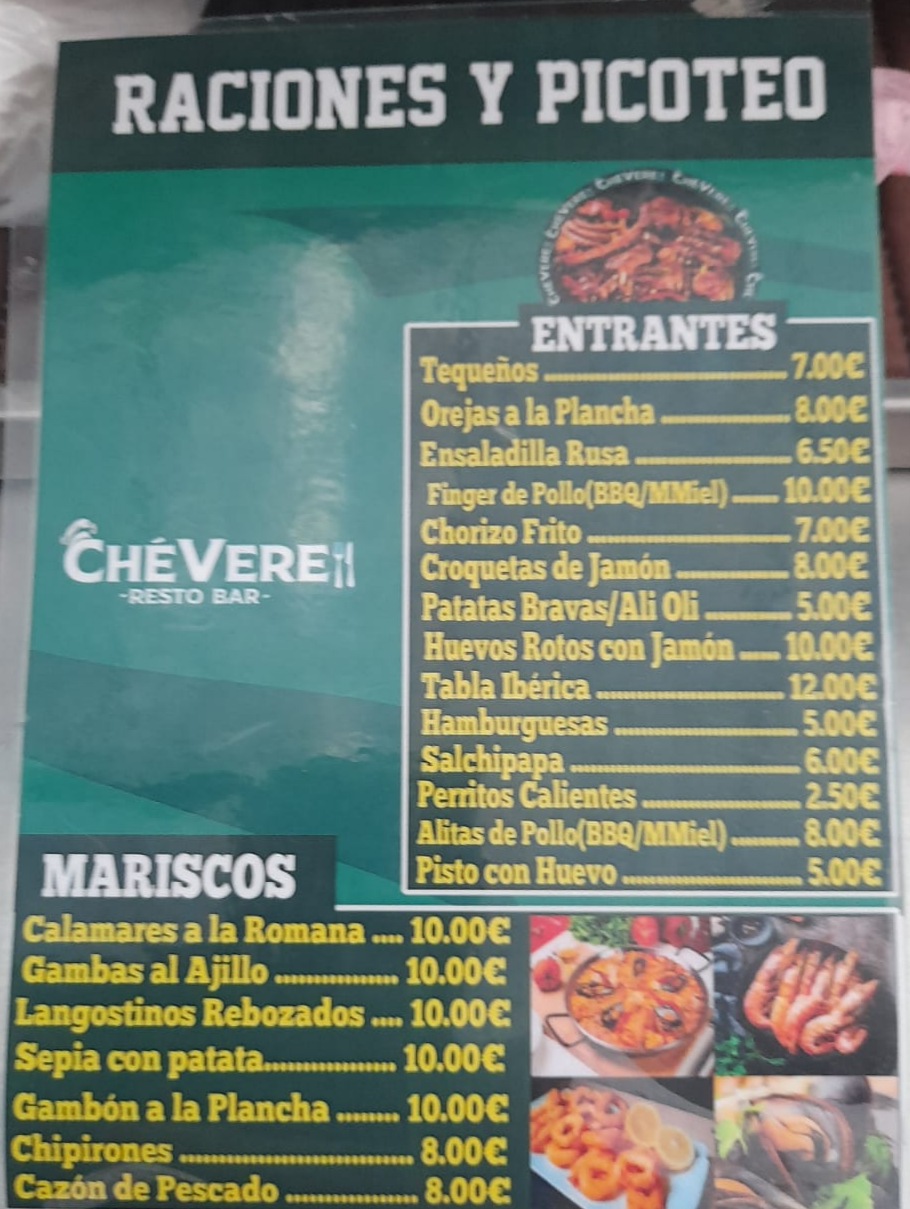 RACIONES Y PICOTEO
CHEVERE CHEVERE CHEVERE CHEVERE CHEVERE
ENTRANTES
Tequeños ........ 7.00€
Orejas a la Plancha ........ 8.00€
Ensaladilla Rusa ........ 6.50€
Finger de Pollo(BBQ/MMiel) ........ 10.00€
Chorizo Frito ........ 7.00€
Croquetas de Jamón ........ 8.00€
Patatas Bravas/Ali Oli ........ 5.00€
Huevos Rotos con Jamón ........ 10.00€
Tabla Ibérica ........ 12.00€
Hamburguesas ........ 5.00€
Salchipapa ........ 6.00€
Perritos Calientes ........ 2.50€
Alitas de Pollo(BBQ/MMiel) ........ 8.00€
Pisto con Huevo ........ 5.00€
CHÉVERE
-RESTO BAR-
MARISCOS
Calamares a la Romana .... 10.00€
Gambas al Ajillo ........ 10.00€
Langostinos Rebozados .... 10.00€
Sepia con patata........ 10.00€
Gambón a la Plancha ........ 10.00€
Chipirones ........ 8.00€
Cazón de Pescado ........ 8.00€